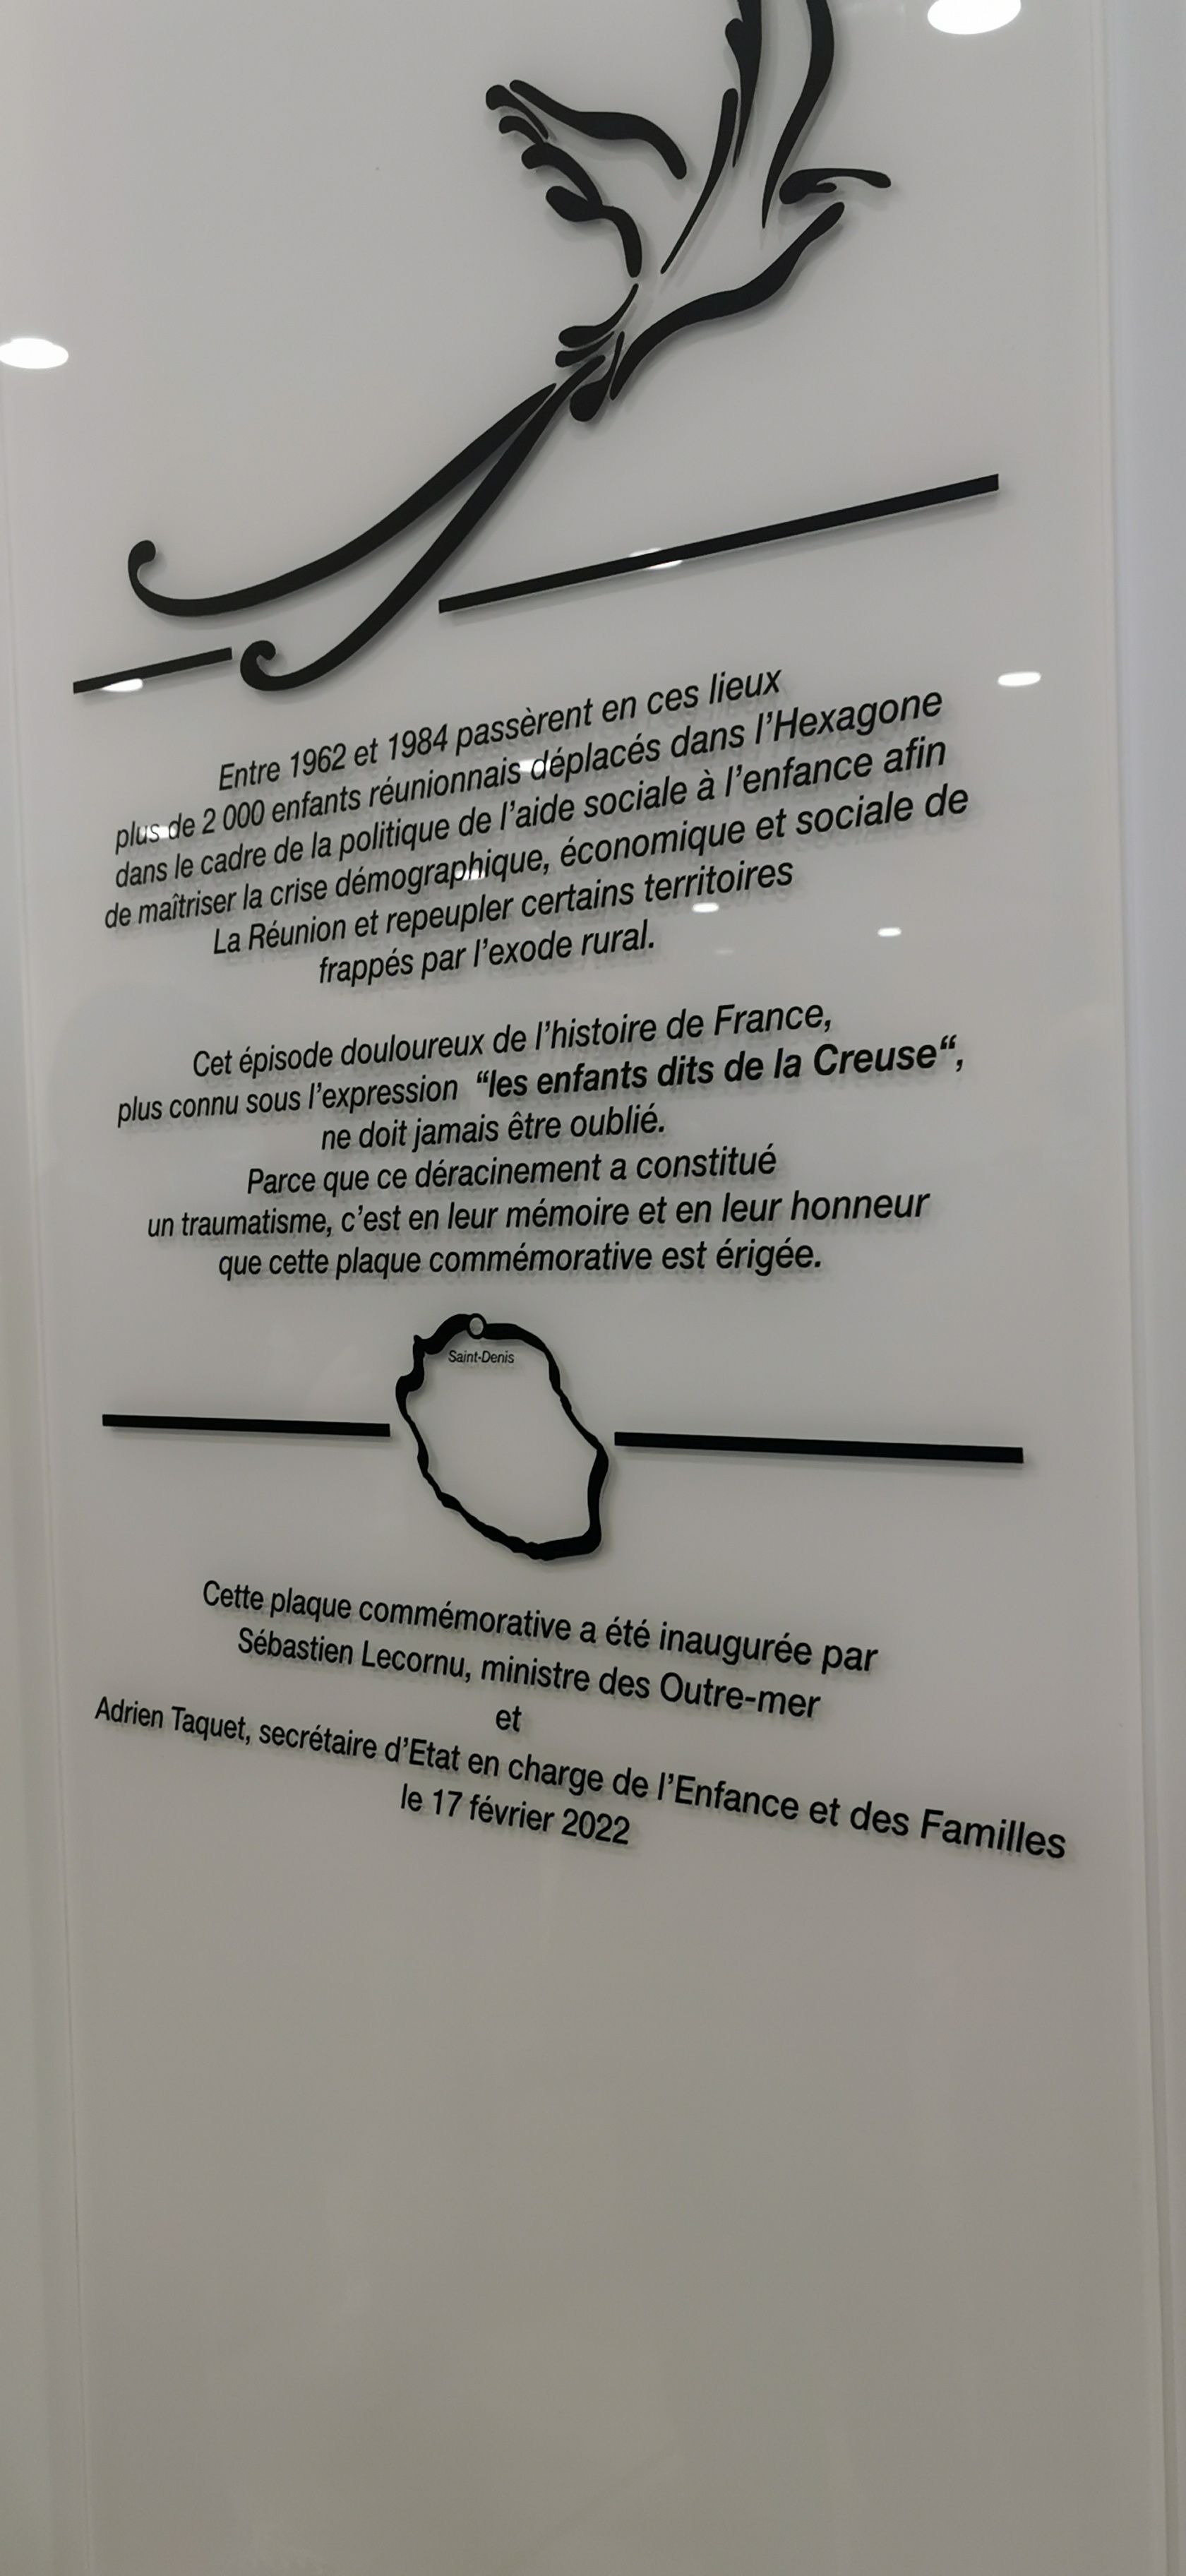 Entre 1962 et 1984 passèrent en ces lieux
plus de 2 000 enfants réunionnais déplacés dans l'Hexagone
dans le cadre de la politique de l'aide sociale à l'enfance afin
de maîtriser la crise démographique, économique et sociale de
La Réunion et repeupler certains territoires
frappés par l'exode rural.
Cet épisode douloureux de l'histoire de France,
plus connu sous l'expression “les enfants dits de la Creuse“,
ne doit jamais être oublié.
Parce que ce déracinement a constitué
un traumatisme, c'est en leur mémoire et en leur honneur
que cette plaque commémorative est érigée.
Saint-Denis
Cette plaque commémorative a été inaugurée par
Sébastien Lecornu, ministre des Outre-mer
et
Adrien Taquet, secrétaire d'Etat en charge de l'Enfance et des Familles
le 17 février 2022